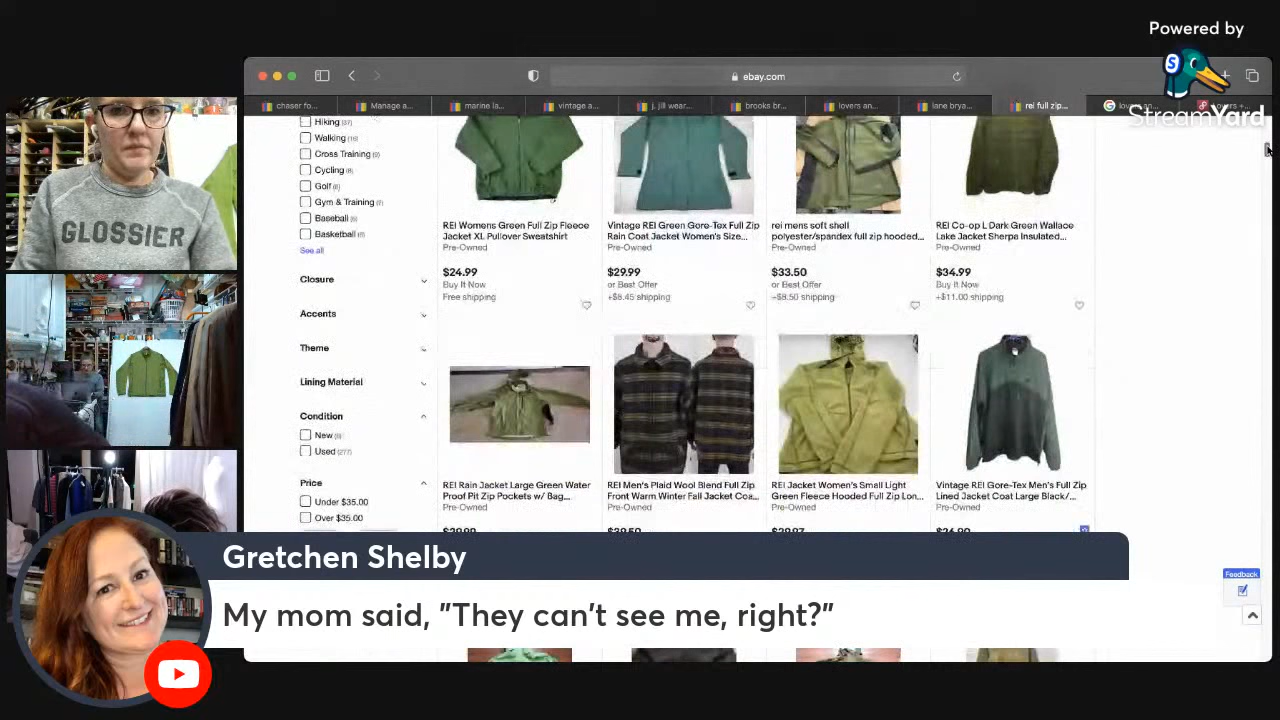 Powered by
StreamYard
ebay.com
chaser fo...
Manage a...
marine la...
vintage a...
j. jill wear...
brooks br...
lovers an...
lane brya...
rei full zip...
GLOSSIER
Hiking (37)
Walking (16)
Cross Training (9)
Cycling (8)
Golf (8)
Gym & Training (7)
Baseball (6)
Basketball (6)
See all
Closure
Accents
Theme
Lining Material
Condition
New (5)
Used (277)
Price
Under $35.00
Over $35.00
REI Womens Green Full Zip Fleece
Jacket XL Pullover Sweatshirt
Pre-Owned
$24.99
Buy It Now
Free shipping
Vintage REI Green Gore-Tex Full Zip
Rain Coat Jacket Women's Size...
Pre-Owned
$29.99
or Best Offer
+$8.45 shipping
rei mens soft shell
polyester/spandex full zip hooded...
Pre-Owned
$33.50
or Best Offer
+$8.50 shipping
REI Co-op L Dark Green Wallace
Lake Jacket Sherpa Insulated...
Pre-Owned
$34.99
Buy It Now
+$11.00 shipping
REI Rain Jacket Large Green Water
Proof Pit Zip Pockets w/ Bag...
Pre-Owned
REI Men's Plaid Wool Blend Full Zip
Front Warm Winter Fall Jacket Coa...
Pre-Owned
REI Jacket Women's Small Light
Green Fleece Hooded Full Zip Lon...
Pre-Owned
Vintage REI Gore-Tex Men's Full Zip
Lined Jacket Coat Large Black/...
Pre-Owned
Feedback
Gretchen Shelby
My mom said, "They can't see me, right?"